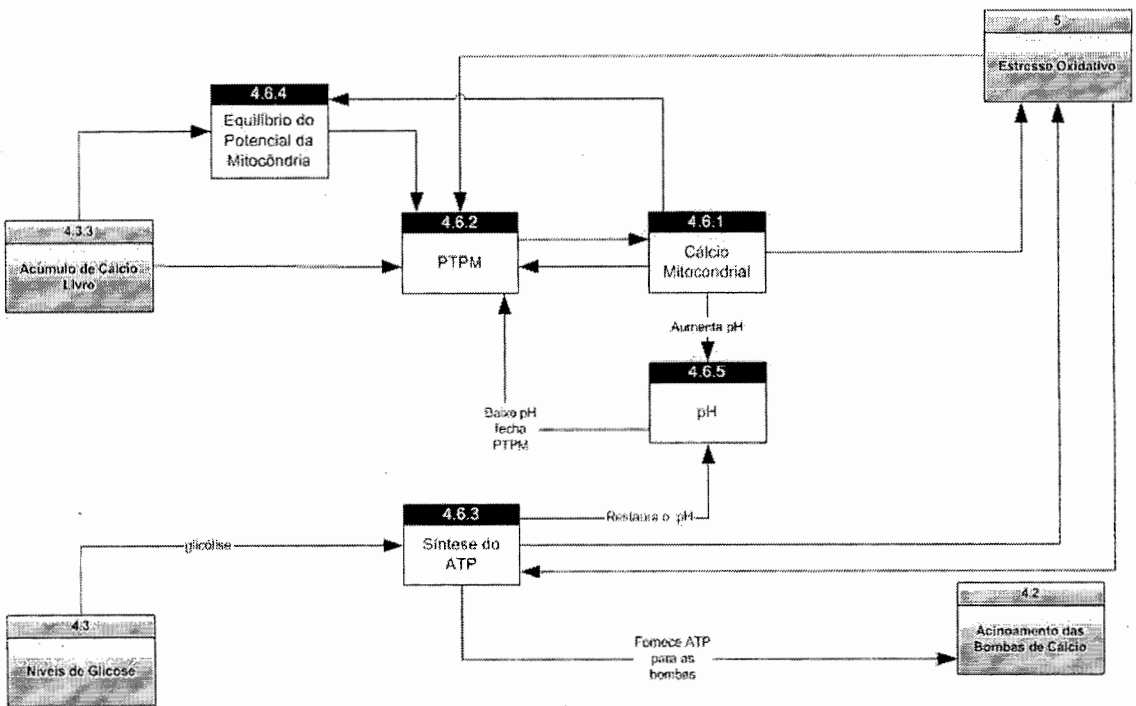 5
Estresse Oxidativo
4.6.4
Equilíbrio do
Potencial da
Mitocôndria
4.3.3
Acúmulo de Cálcio
Livro
4.6.2
PTPM
4.6.1
Cálcio
Mitocondrial
Aumenta pH
4.6.5
pH
Baixo pH
fecha
PTPM
4.6.3
Síntese do
ATP
Restaura o pH
glicólise
4.3
Níveis de Glicose
Fornece ATP
para as
bombas
4.2
Acinoamento das
Bombas de Cálcio